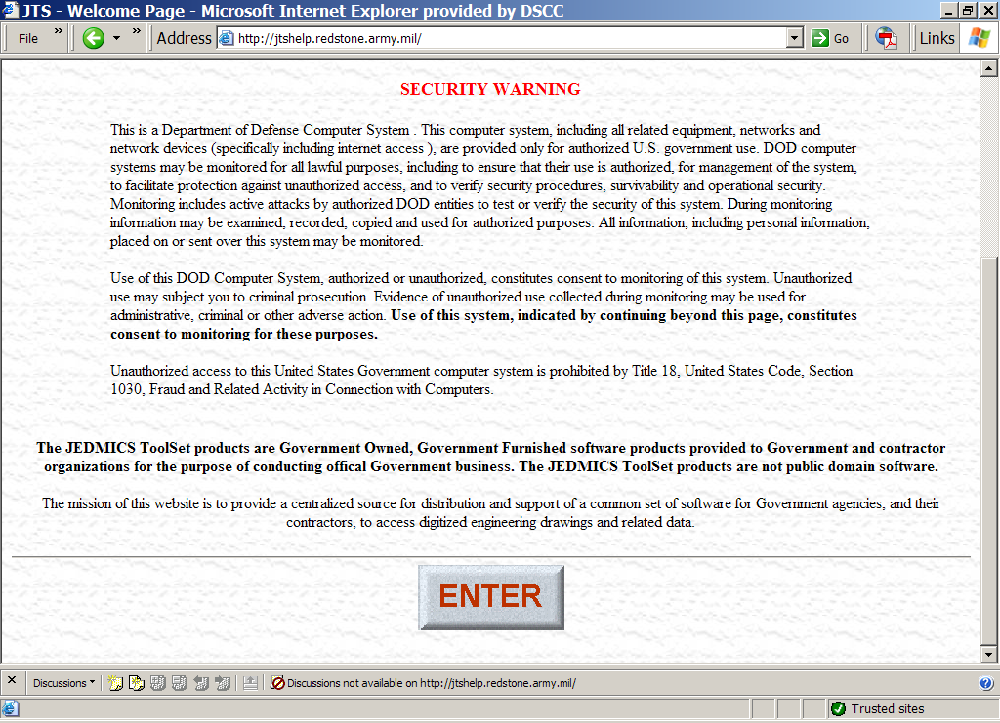 JTS - Welcome Page - Microsoft Internet Explorer provided by DSCC
File » » Address http://jtshelp.redstone.army.mil/ Go Links
SECURITY WARNING
This is a Department of Defense Computer System . This computer system, including all related equipment, networks and
network devices (specifically including internet access ), are provided only for authorized U.S. government use. DOD computer
systems may be monitored for all lawful purposes, including to ensure that their use is authorized, for management of the system,
to facilitate protection against unauthorized access, and to verify security procedures, survivability and operational security.
Monitoring includes active attacks by authorized DOD entities to test or verify the security of this system. During monitoring
information may be examined, recorded, copied and used for authorized purposes. All information, including personal information,
placed on or sent over this system may be monitored.
Use of this DOD Computer System, authorized or unauthorized, constitutes consent to monitoring of this system. Unauthorized
use may subject you to criminal prosecution. Evidence of unauthorized use collected during monitoring may be used for
administrative, criminal or other adverse action. Use of this system, indicated by continuing beyond this page, constitutes
consent to monitoring for these purposes.
Unauthorized access to this United States Government computer system is prohibited by Title 18, United States Code, Section
1030, Fraud and Related Activity in Connection with Computers.
The JEDMICS ToolSet products are Government Owned, Government Furnished software products provided to Government and contractor
organizations for the purpose of conducting offical Government business. The JEDMICS ToolSet products are not public domain software.
The mission of this website is to provide a centralized source for distribution and support of a common set of software for Government agencies, and their
contractors, to access digitized engineering drawings and related data.
ENTER
Discussions Discussions not available on http://jtshelp.redstone.army.mil/
Trusted sites